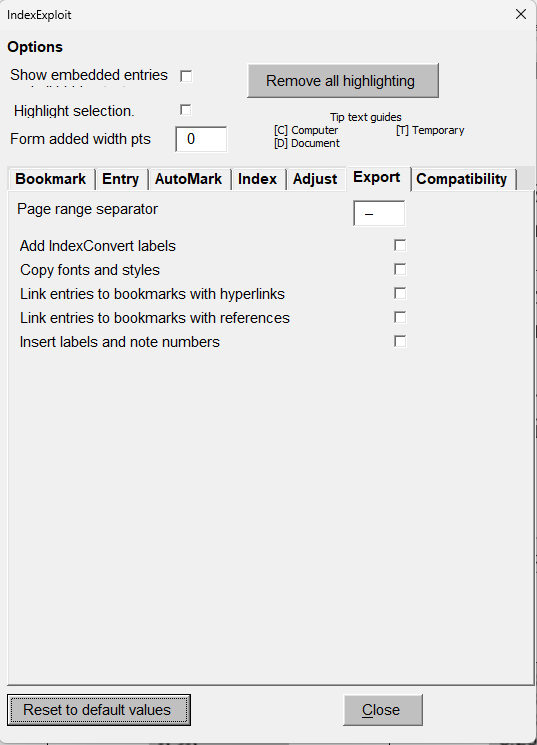 IndexExploit
Options
Show embedded entries
Remove all highlighting
Highlight selection.
Tip text guides
[C] Computer [T] Temporary
[D] Document
Form added width pts 0
Bookmark Entry AutoMark Index Adjust Export Compatibility
Page range separator –
Add IndexConvert labels
Copy fonts and styles
Link entries to bookmarks with hyperlinks
Link entries to bookmarks with references
Insert labels and note numbers
Reset to default values Close